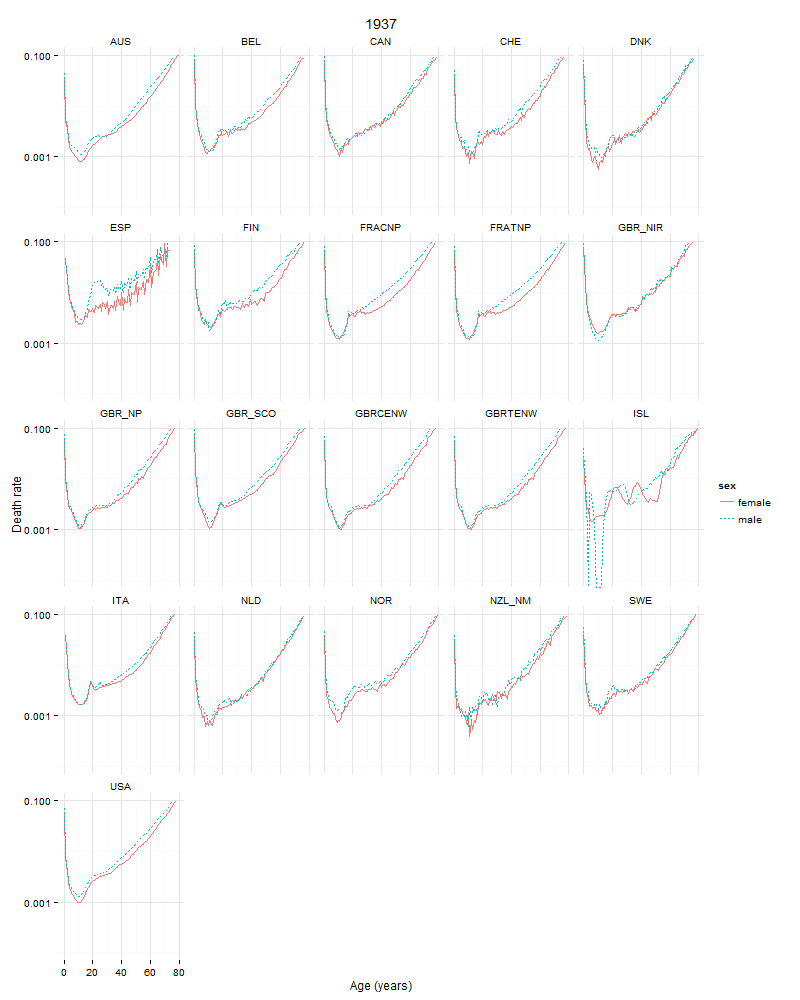 1937
AUS BEL CAN CHE DNK
0.100
0.001
ESP FIN FRACNP FRATNP GBR_NIR
0.100
0.001
GBR_NP GBR_SCO GBRCENW GBRTENW ISL
0.100
0.001
Death rate
sex
female
male
ITA NLD NOR NZL_NM SWE
0.100
0.001
USA
0.100
0.001
0 20 40 60 80
Age (years)